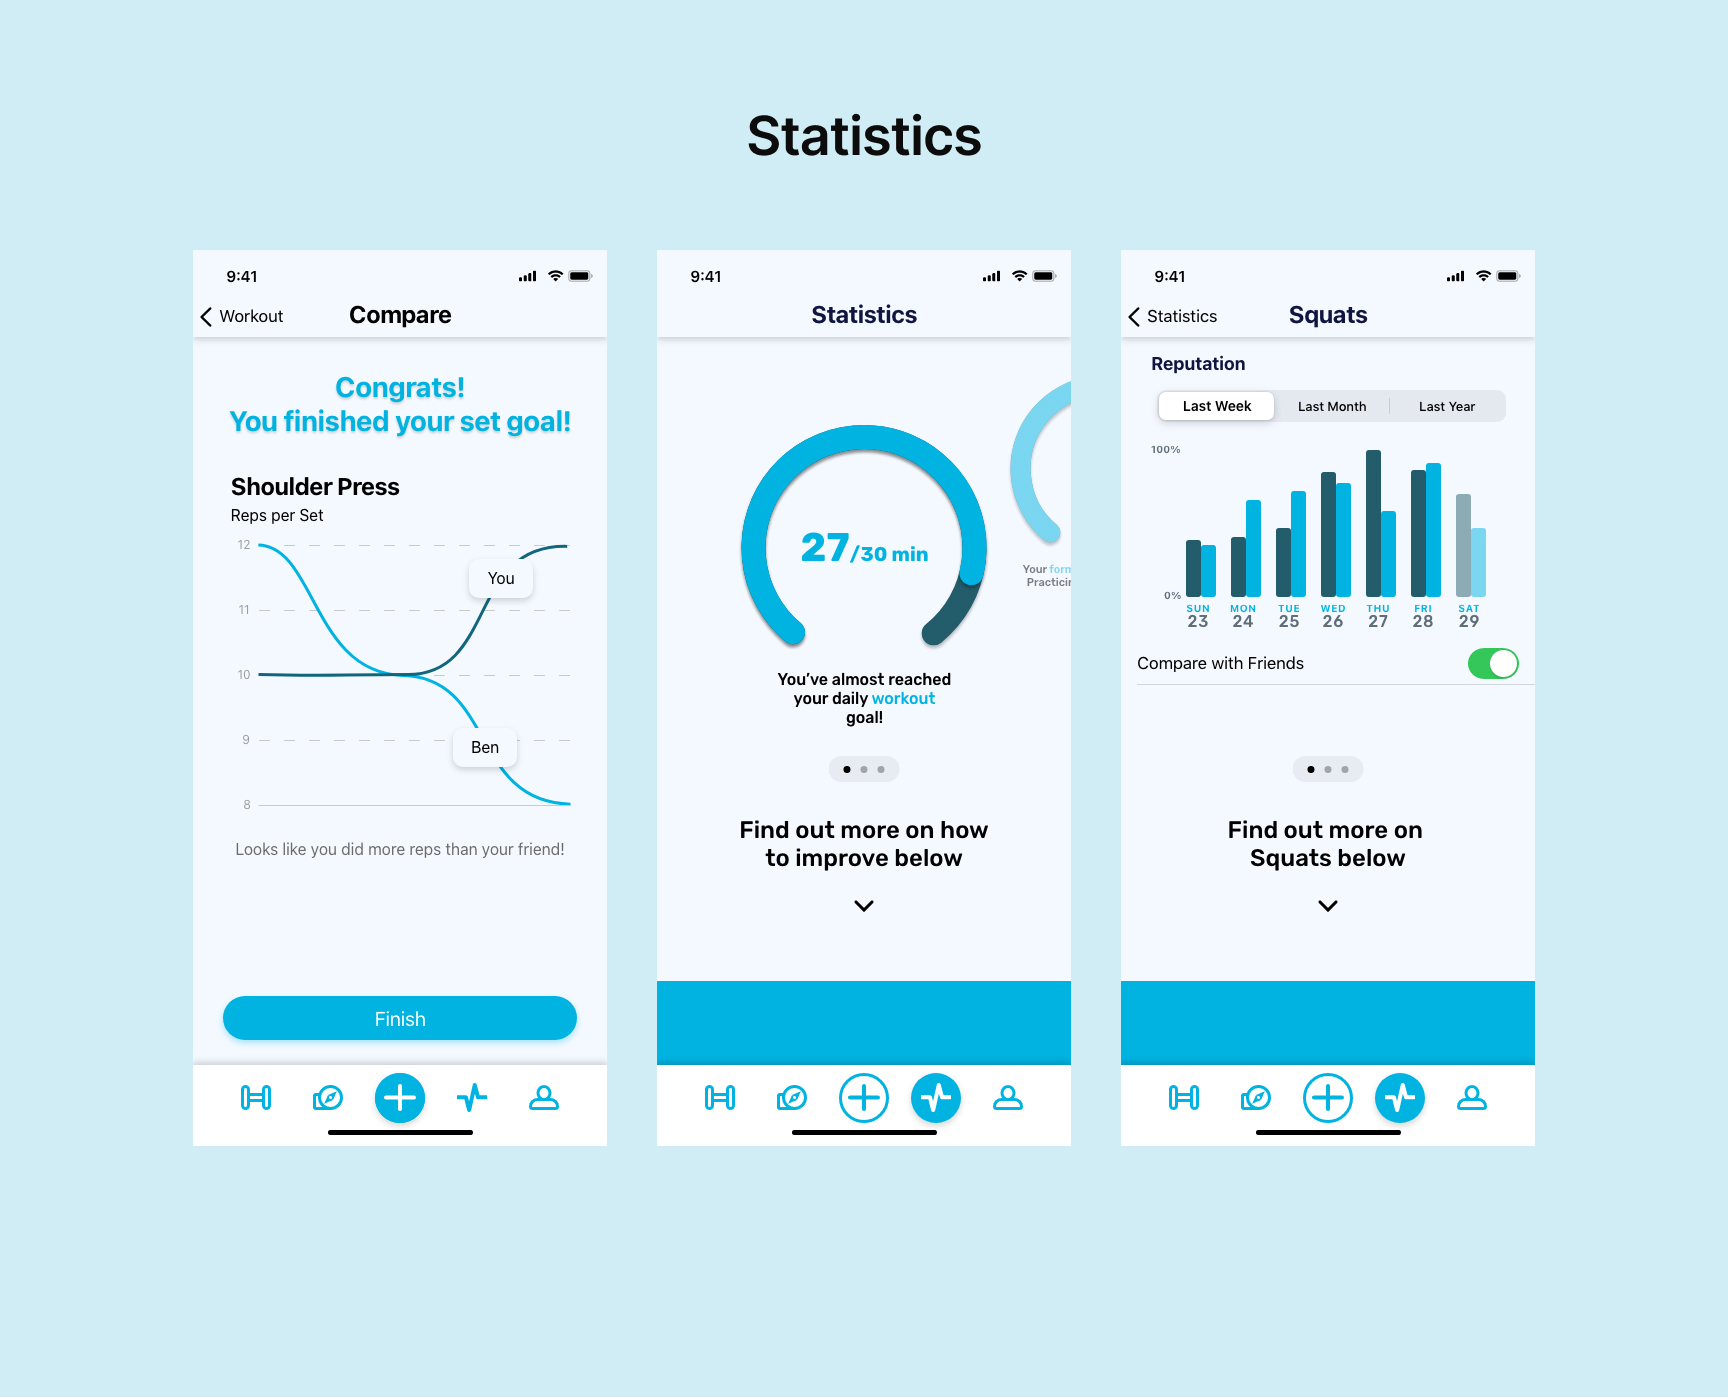 Statistics
9:41
Workout
Compare
Congrats!
You finished your set goal!
Shoulder Press
Reps per Set
12
11
10
9
8
You
Ben
Looks like you did more reps than your friend!
Finish
9:41
Statistics
27/30 min
Your form
You’ve almost reached
your daily workout
goal!
Find out more on how
to improve below
9:41
Statistics
Squats
Reputation
Last Week
Last Month
Last Year
100%
0%
SUN MON TUE WED THU FRI SAT
23 24 25 26 27 28 29
Compare with Friends
Find out more on
Squats below